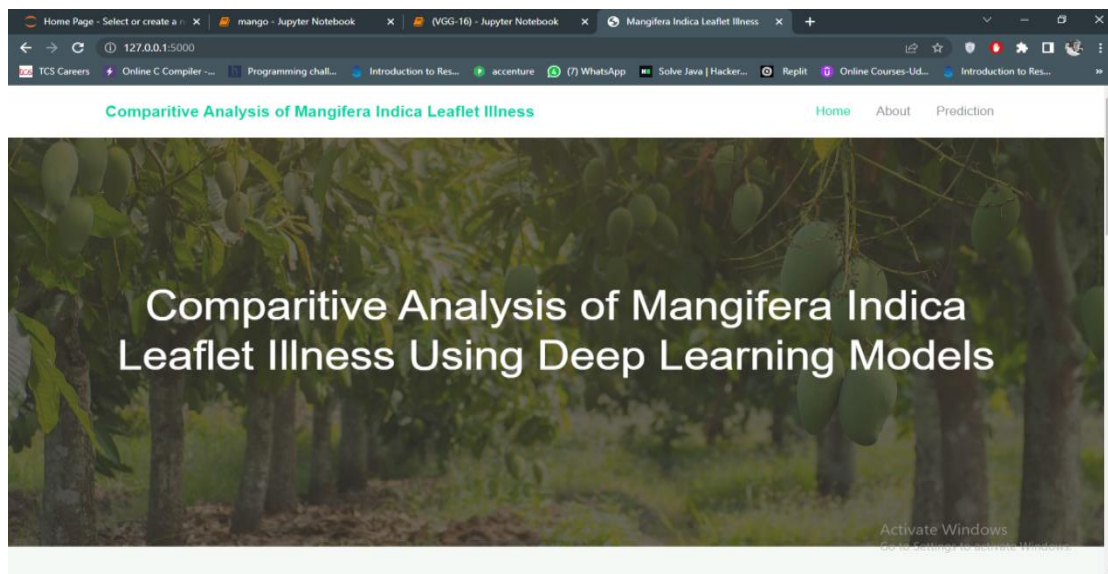 Home Page - Select or create a n
mango - Jupyter Notebook
(VGG-16) - Jupyter Notebook
Mangifera Indica Leaflet Illness
127.0.0.1:5000
TCS Careers
Online C Compiler -...
Programming chall...
Introduction to Res...
accenture
(7) WhatsApp
Solve Java | Hacker...
Replit
Online Courses-Ud...
Introduction to Res...
Comparitive Analysis of Mangifera Indica Leaflet Illness
Home
About
Prediction
Comparitive Analysis of Mangifera Indica
Leaflet Illness Using Deep Learning Models
Activate Windows
Go to Settings to activate Windows.